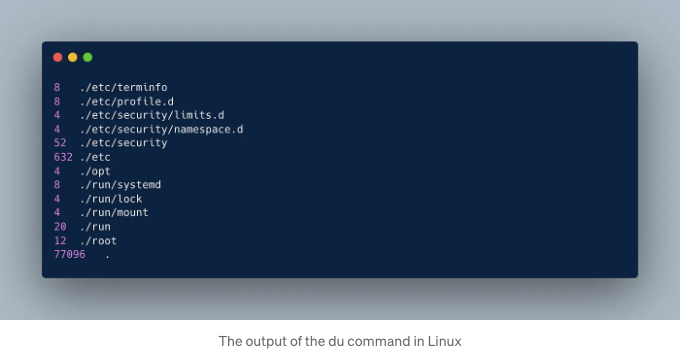 8 ./etc/terminfo
8 ./etc/profile.d
4 ./etc/security/limits.d
4 ./etc/security/namespace.d
52 ./etc/security
632 ./etc
4 ./opt
8 ./run/systemd
4 ./run/lock
4 ./run/mount
20 ./run
12 ./root
77096 .
The output of the du command in Linux